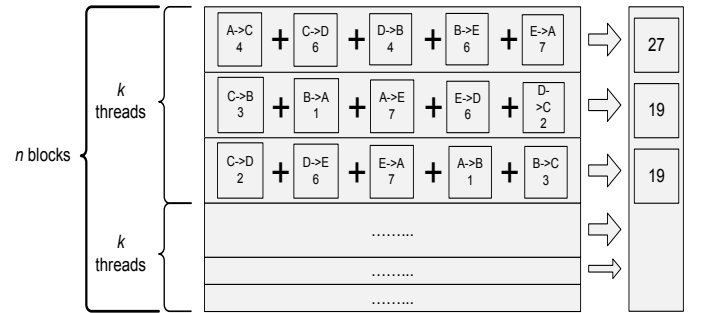 A->C
4
+
C->D
6
+
D->B
4
+
B->E
6
+
E->A
7
27
k
threads
C->B
3
+
B->A
1
+
A->E
7
+
E->D
6
+
D-
>C
2
19
n blocks
C->D
2
+
D->E
6
+
E->A
7
+
A->B
1
+
B->C
3
19
k
threads
………
………
………